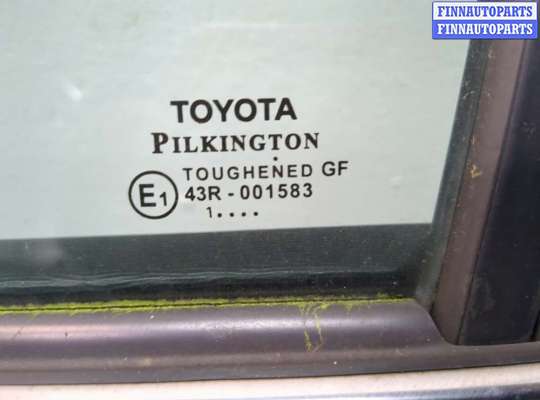 FINNAUTOPARTS
FINNAUTOPARTS
TOYOTA
PILKINGTON
TOUGHENED GF
E1 43R - 001583
1....